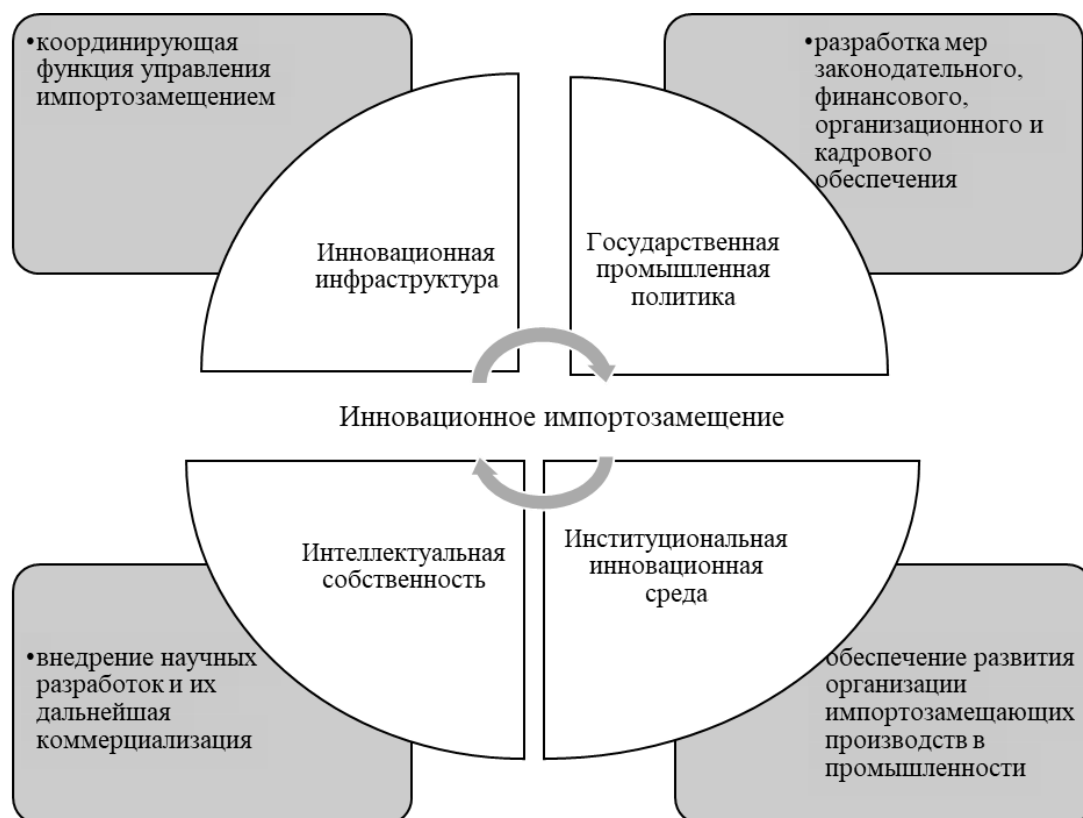 •координирующая
функция управления
импортозамещением
•разработка мер
законодательного,
финансового,
организационного и
кадрового
обеспечения
Инновационная
инфраструктура
Государственная
промышленная
политика
Инновационное импортозамещение
Интеллектуальная
собственность
Институциональная
инновационная
среда
•внедрение научных
разработок и их
дальнейшая
коммерциализация
обеспечение развития
организации
импортозамещающих
производств в
промышленности